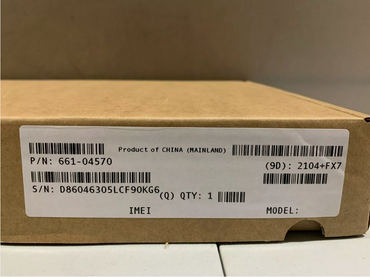 Product of CHINA (MAINLAND)
P/N: 661-04570
(9D): 2104+FX7
S/N: D86046305LCF90KG6
(Q) QTY: 1
IMEI
MODEL: